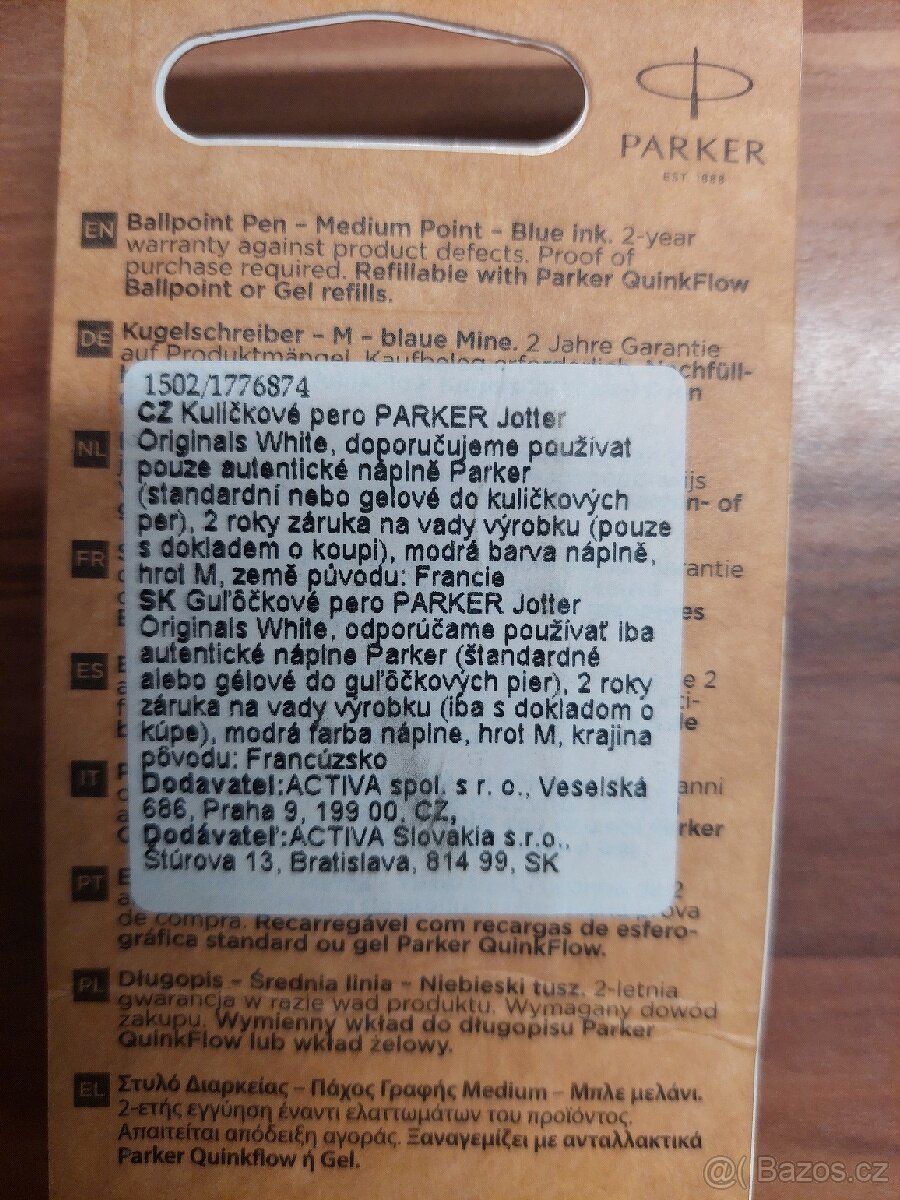 PARKER
EST. 1888
EN Ballpoint Pen – Medium Point – Blue ink. 2-year
warranty against product defects. Proof of
purchase required. Refillable with Parker QuinkFlow
Ballpoint or Gel refills.
DE Kugelschreiber – M – blaue Mine. 2 Jahre Garantie
auf Produktmängel. Kaufbeleg erforderlich. Nachfüll-
1502/1776874
CZ Kuličkové pero PARKER Jotter
Originals White, doporučujeme používat
pouze autentické náplně Parker
(standardní nebo gelové do kuličkových
per), 2 roky záruka na vady výrobku (pouze
s dokladem o koupi), modrá barva náplně,
hrot M, země původu: Francie
SK Guľôčkové pero PARKER Jotter
Originals White, odporúčame používať iba
autentické náplne Parker (štandardné
alebo gélové do guľôčkových pier), 2 roky
záruka na vady výrobku (iba s dokladom o
kúpe), modrá farba náplne, hrot M, krajina
pôvodu: Francúzsko
Dodavatel:ACTIVA spol. s r. o., Veselská
686, Praha 9, 199 00, CZ,
Dodávateľ:ACTIVA Slovakia s.r.o.,
Štúrova 13, Bratislava, 814 99, SK
NL
n- of
FR
ES
e 2
IT
PT
de compra. Recarregável com recargas de esfero-
gráfica standard ou gel Parker QuinkFlow.
PL Długopis – Średnia linia – Niebieski tusz. 2-letnia
gwarancja w razie wad produktu. Wymagany dowód
zakupu. Wymienny wkład do długopisu Parker
QuinkFlow lub wkład żelowy.
EL Στυλό Διαρκείας – Πάχος Γραφής Medium – Μπλε μελάνι.
2-ετής εγγύηση έναντι ελαττωμάτων του προϊόντος.
Απαιτείται απόδειξη αγοράς. Ξαναγεμίζει με ανταλλακτικά
Parker Quinkflow ή Gel.
@( Bazos.cz